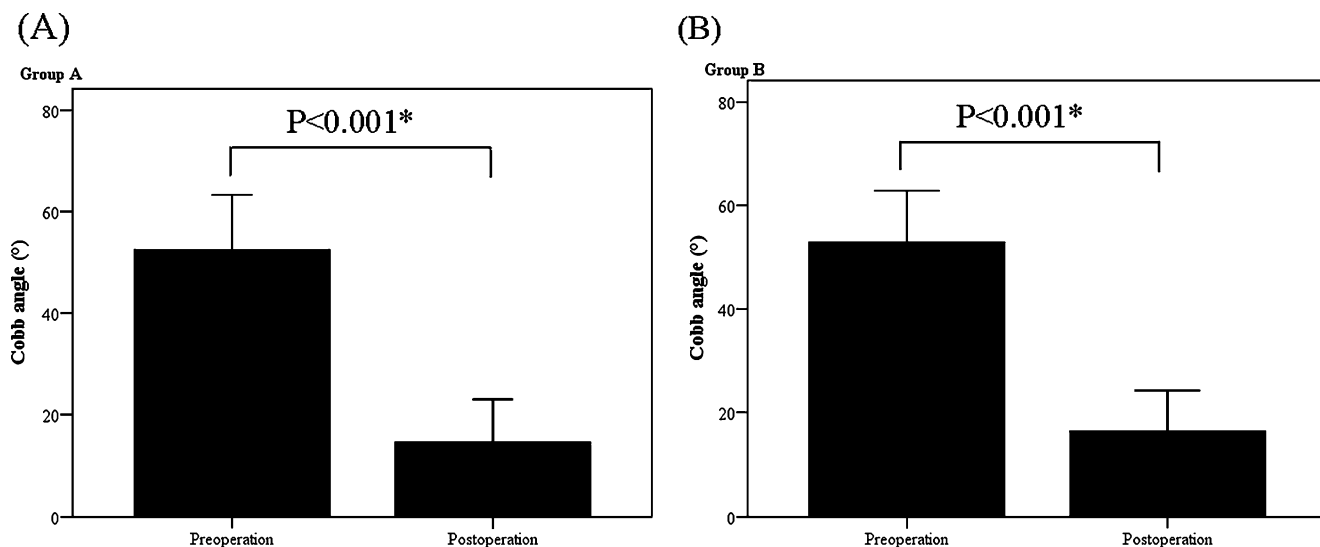 (A)
Group A
P<0.001*
Cobb angle (°)
80
60
40
20
0
Preoperation
Postoperation
(B)
Group B
P<0.001*
Cobb angle (°)
80
60
40
20
0
Preoperation
Postoperation